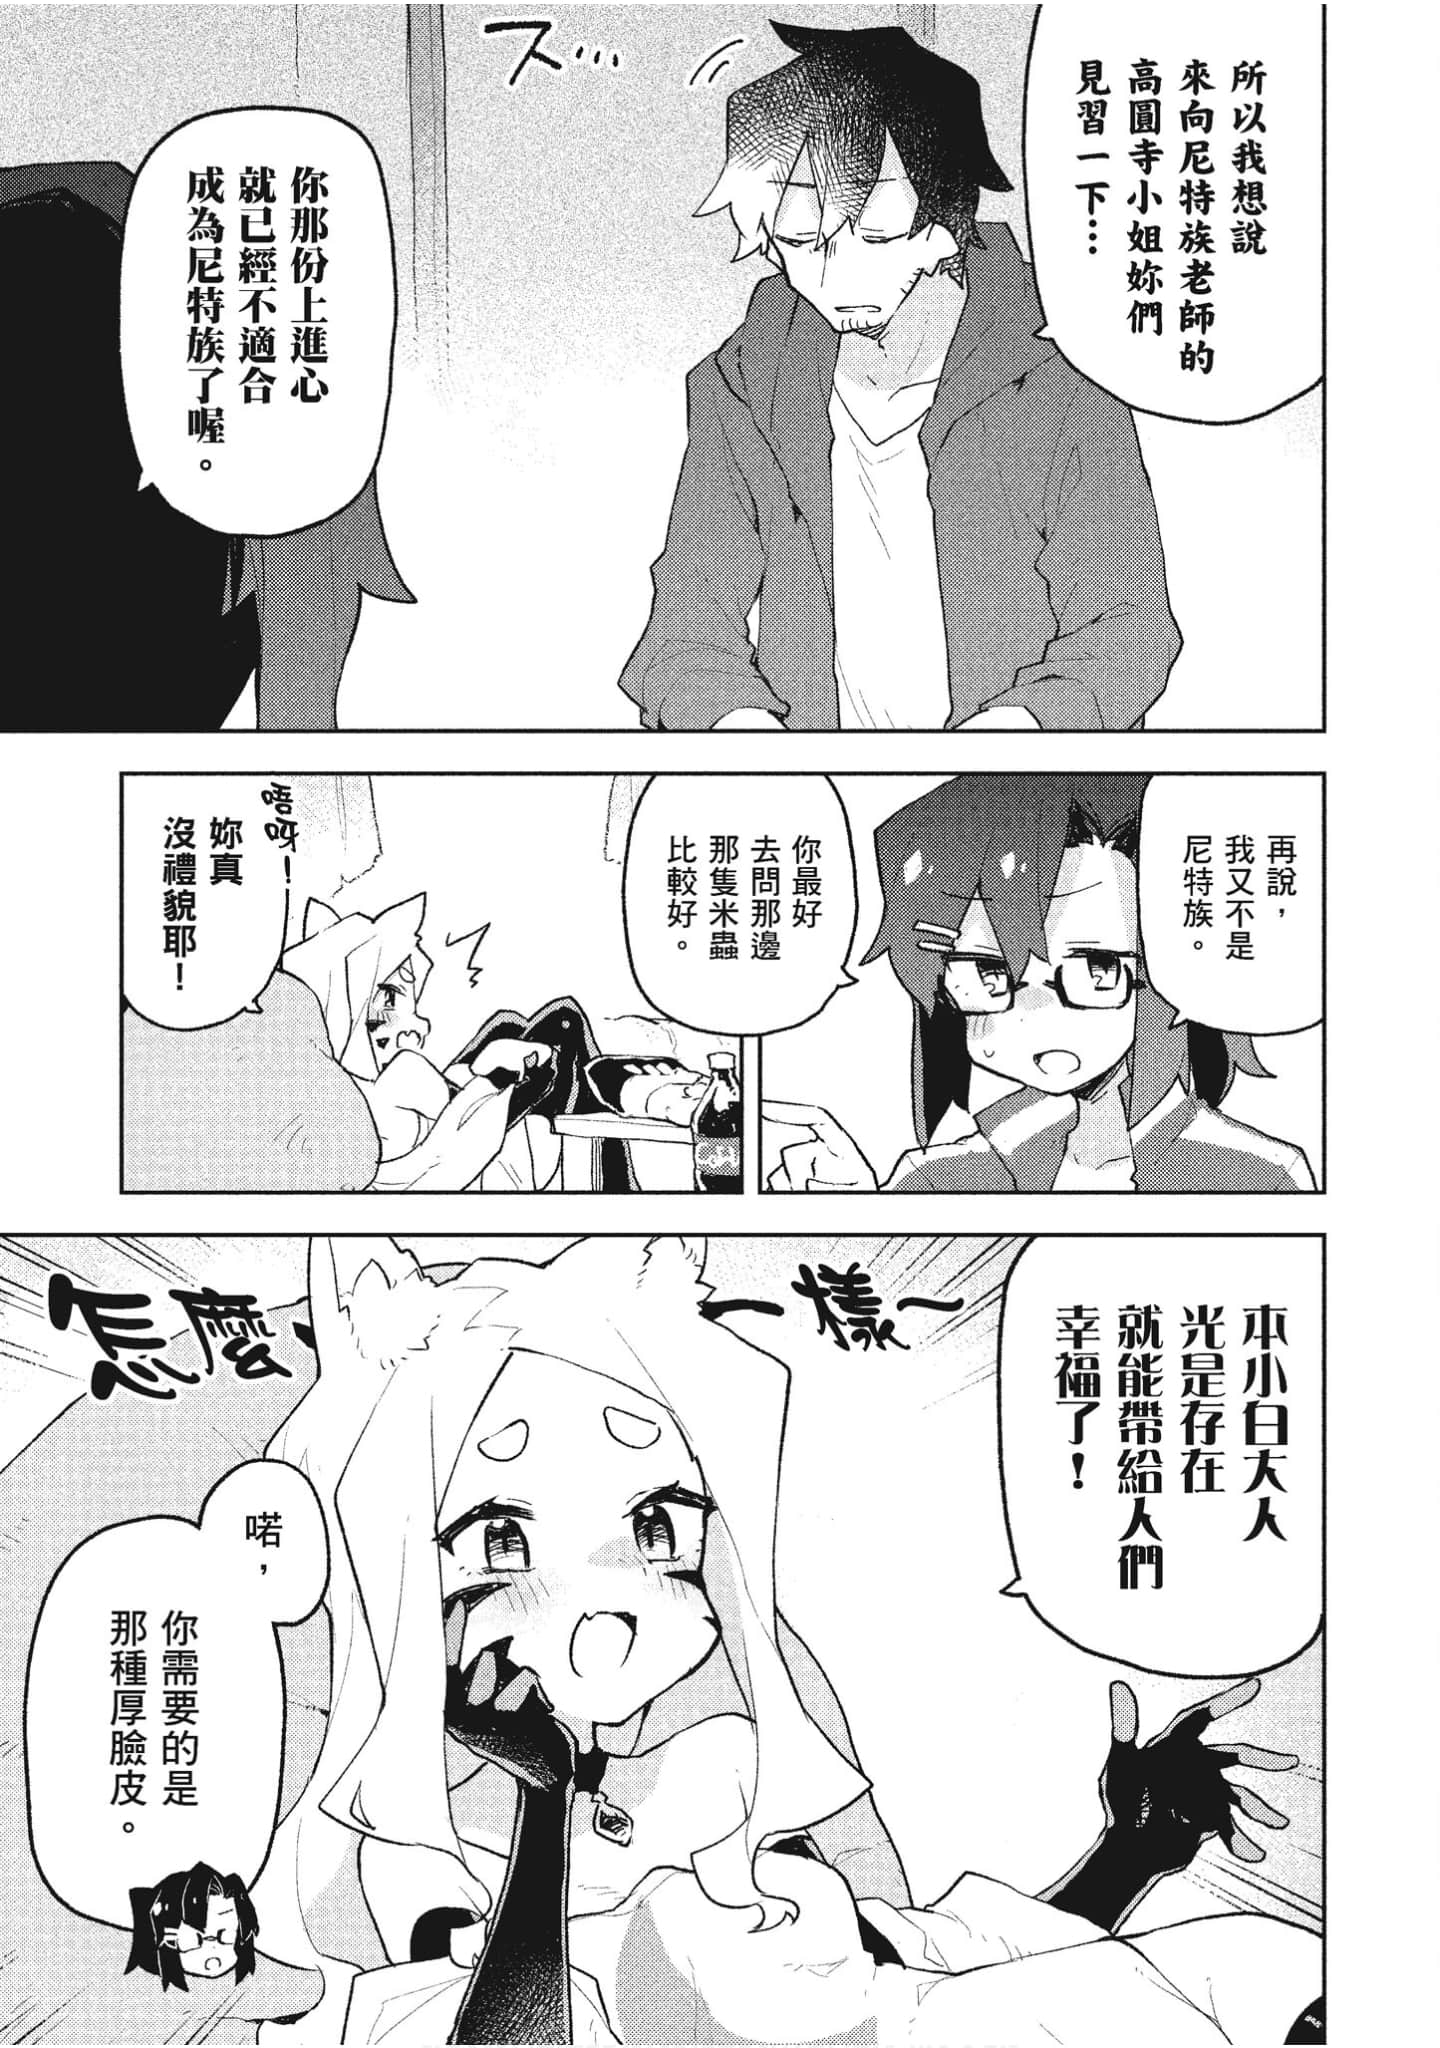 所以我想說
來向尼特族老師的
高圓寺小姐妳們
見習一下…
ス…
你那份上進心
就已經不適合
成為尼特族了喔。
再說，
我又不是
尼特族。
你最好
去問那邊
那隻米蟲
比較好。
唔呀！
妳真
沒禮貌耶！
本小白大人
光是存在
就能帶給人們
幸福了！
怎麼～樣～
喏，
你需要的是
那種厚臉皮。